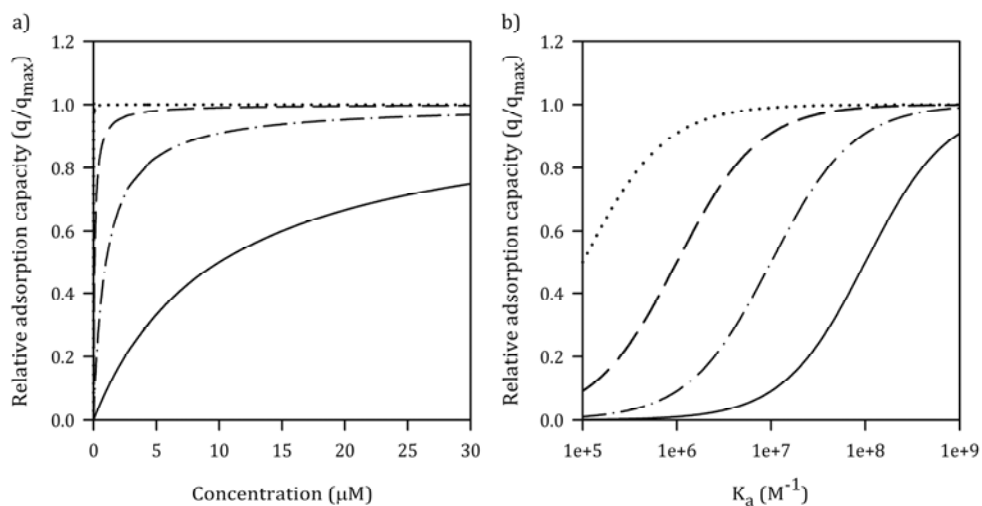 a)
1.2
1.0
0.8
0.6
0.4
0.2
0.0
Relative adsorption capacity (q/qmax)
0 5 10 15 20 25 30
Concentration (μM)
b)
1.2
1.0
0.8
0.6
0.4
0.2
0.0
Relative adsorption capacity (q/qmax)
1e+5 1e+6 1e+7 1e+8 1e+9
Ka (M-1)